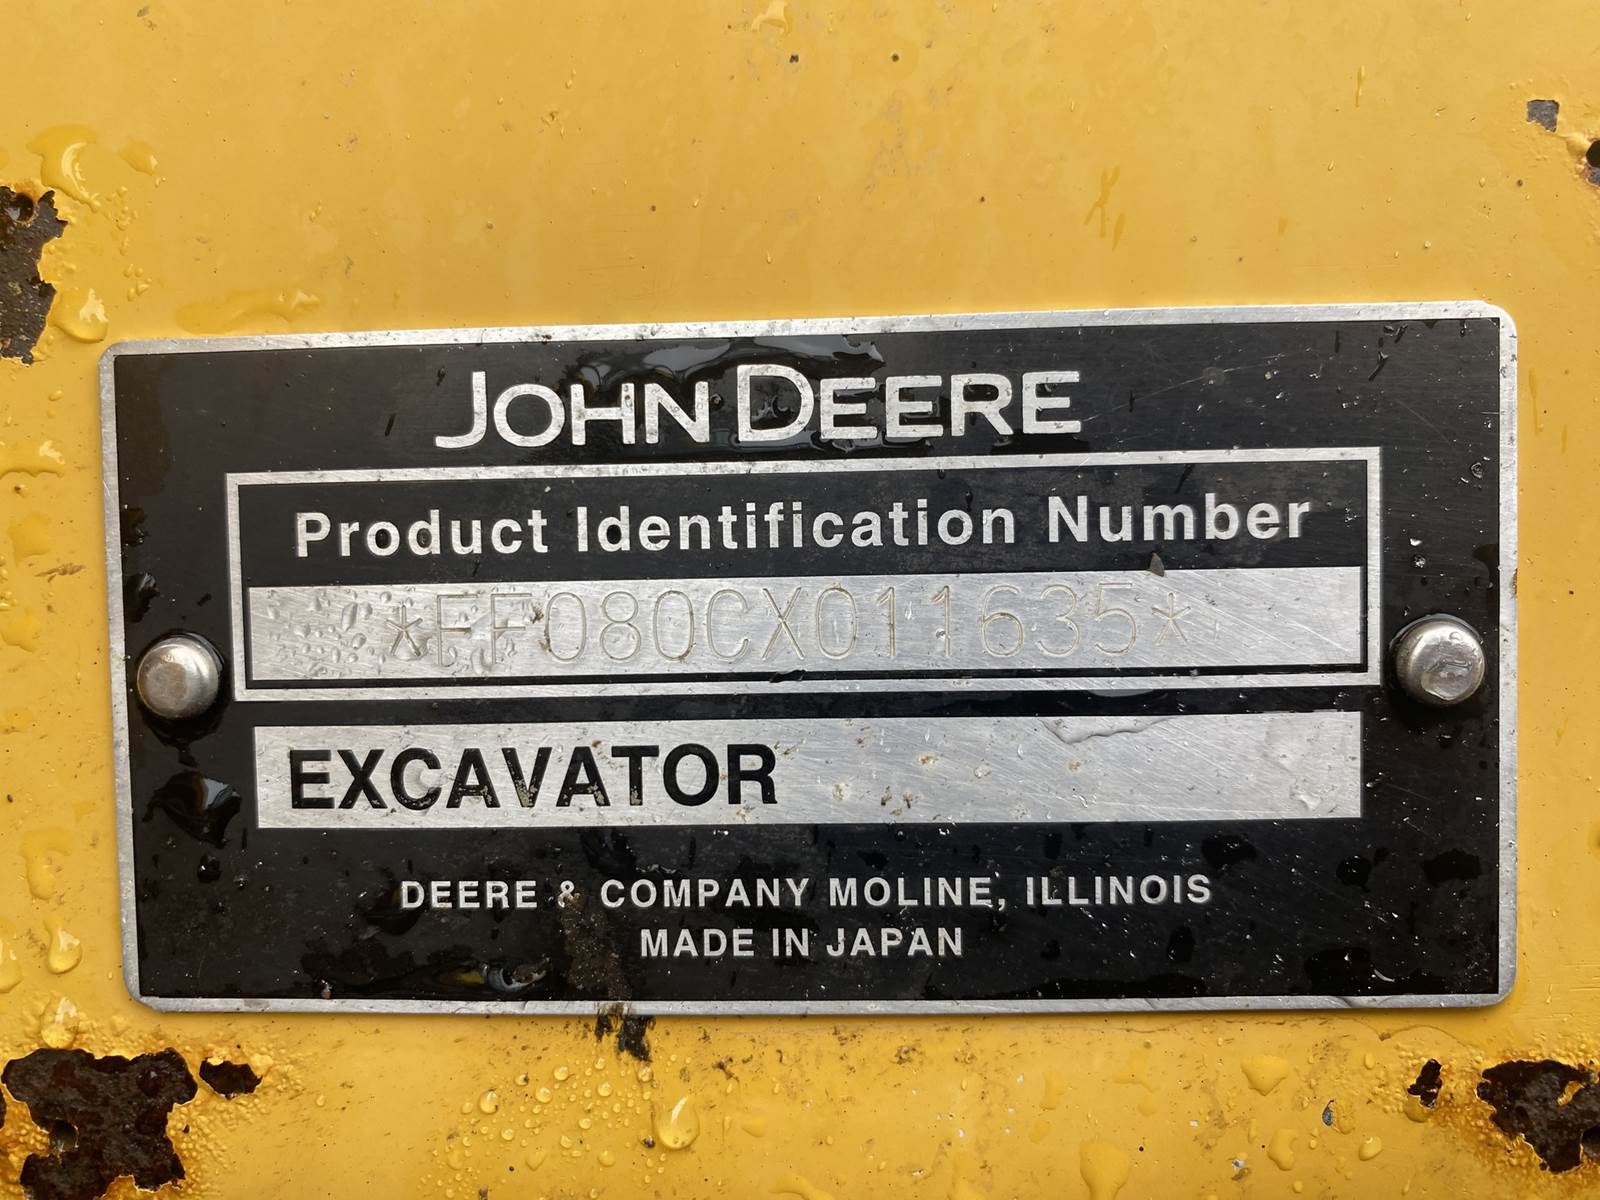 JOHN DEERE
Product Identification Number
*FF080CX011635*
EXCAVATOR
DEERE & COMPANY MOLINE, ILLINOIS
MADE IN JAPAN